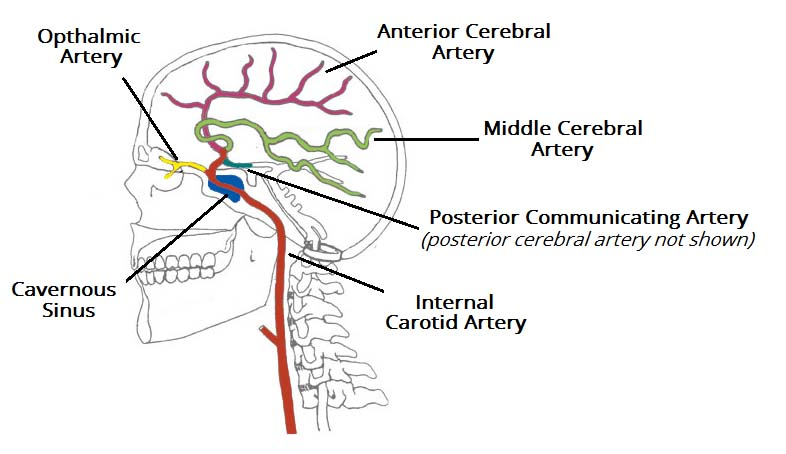 Opthalmic
Artery
Anterior Cerebral
Artery
Middle Cerebral
Artery
Posterior Communicating Artery
(posterior cerebral artery not shown)
Cavernous
Sinus
Internal
Carotid Artery